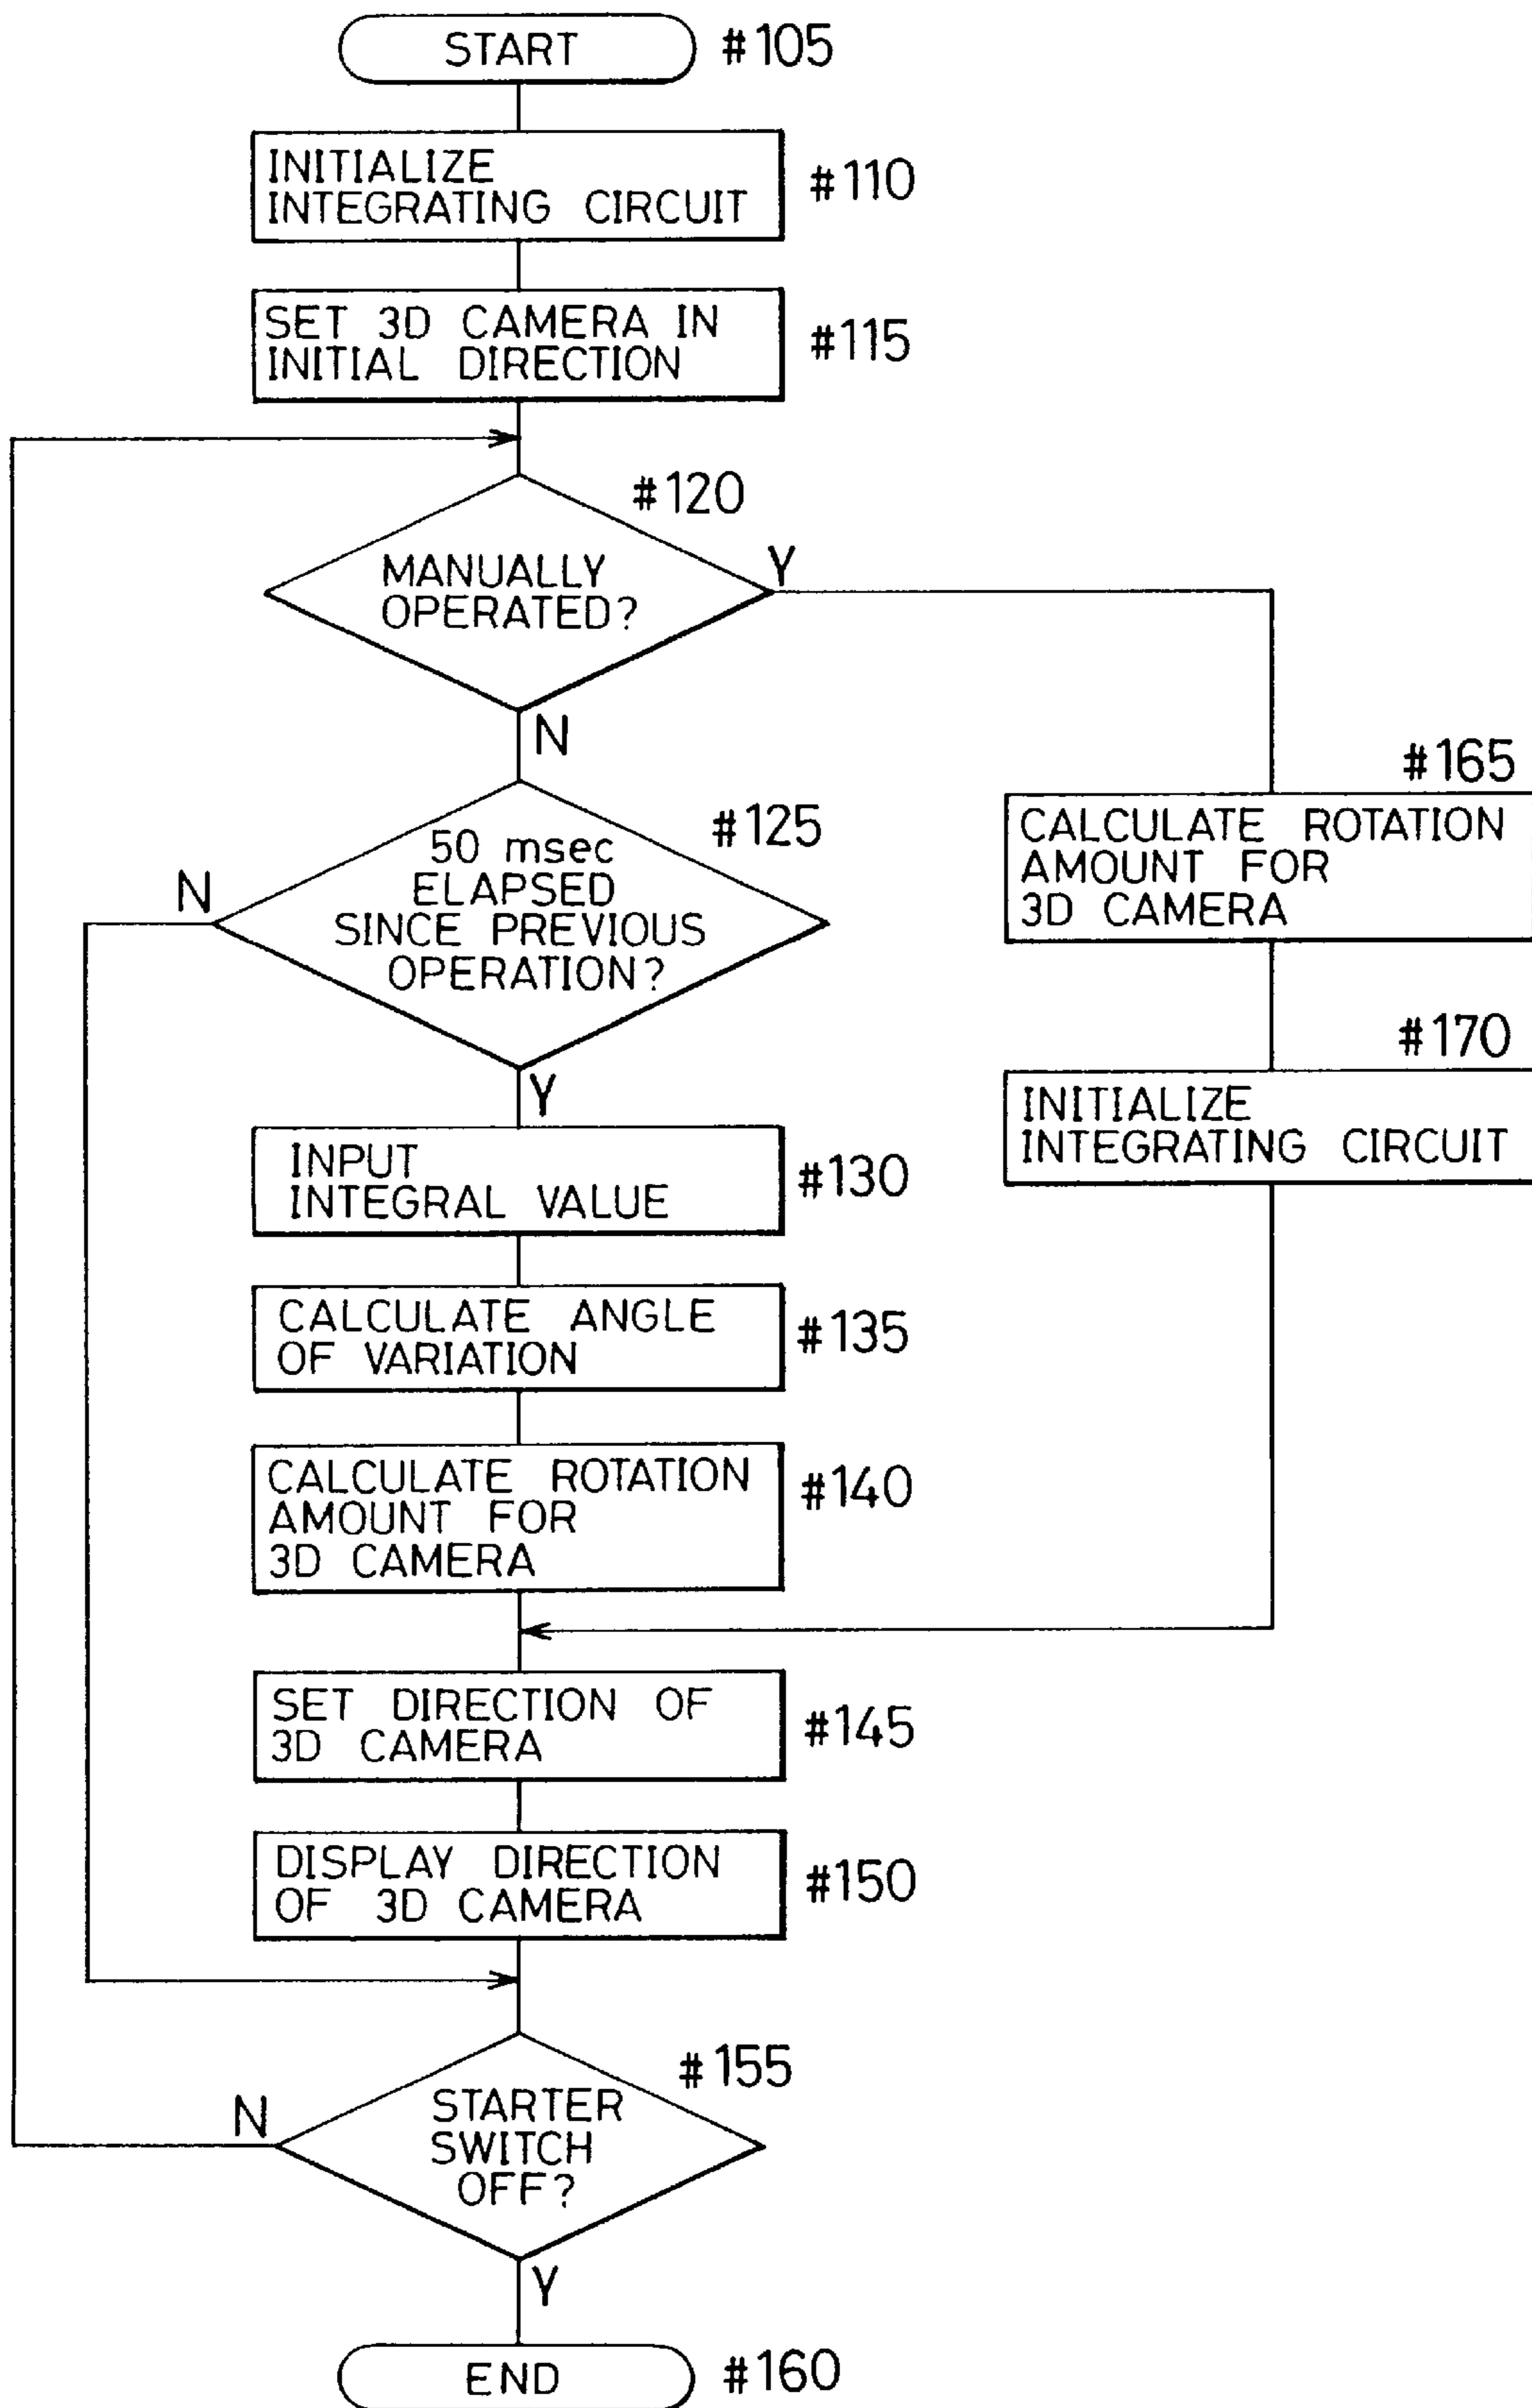 START
#105
INITIALIZE
INTEGRATING CIRCUIT
#110
SET 3D CAMERA IN
INITIAL DIRECTION
#115
#120
MANUALLY
OPERATED?
Y
N
#125
50 msec
ELAPSED
SINCE PREVIOUS
OPERATION?
N
Y
#165
CALCULATE ROTATION
AMOUNT FOR
3D CAMERA
#170
INITIALIZE
INTEGRATING CIRCUIT
INPUT
INTEGRAL VALUE
#130
CALCULATE ANGLE
OF VARIATION
#135
CALCULATE ROTATION
AMOUNT FOR
3D CAMERA
#140
SET DIRECTION OF
3D CAMERA
#145
DISPLAY DIRECTION
OF 3D CAMERA
#150
#155
STARTER
SWITCH
OFF?
N
Y
END
#160